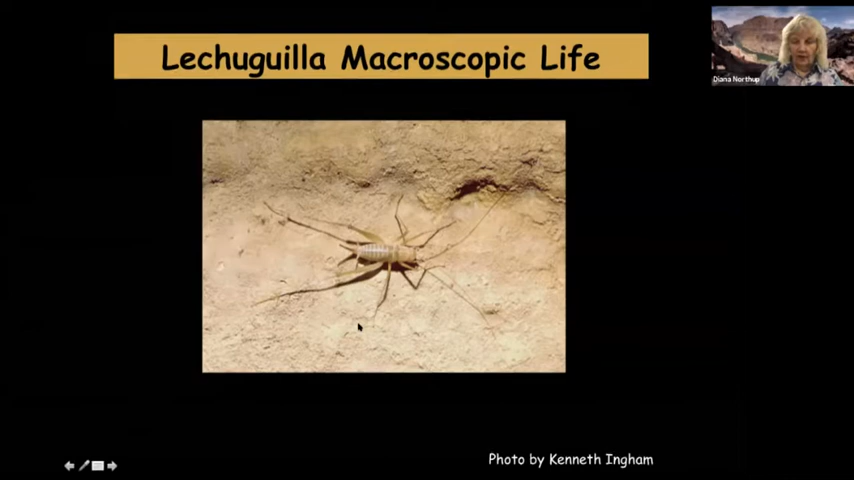 Lechuguilla Macroscopic Life
Diana Northup
Photo by Kenneth Ingham